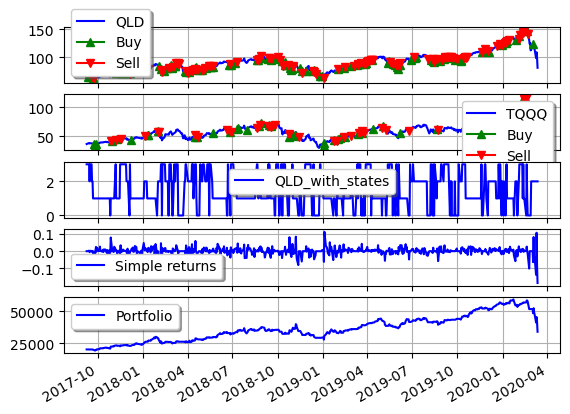 150
100
QLD
Buy
Sell
100
50
TQQQ
Buy
Sell
2
0
QLD_with_states
0.1
0.0
−0.1
Simple returns
50000
25000
Portfolio
2017-10 2018-01 2018-04 2018-07 2018-10 2019-01 2019-04 2019-07 2019-10 2020-01 2020-04